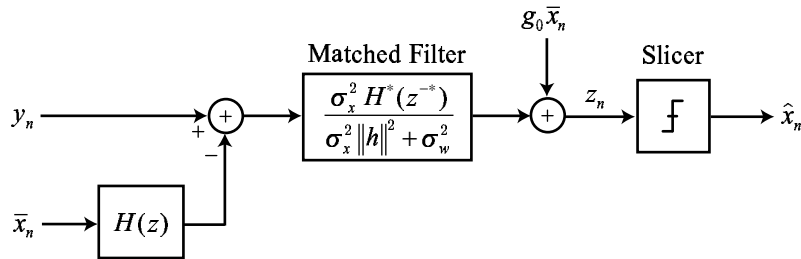 g₀x̄ₙ
Matched Filter
Slicer
yₙ
+
−
σₓ² H*(z⁻*)
σₓ² ‖h‖² + σ_w²
+
zₙ
x̂ₙ
+
x̄ₙ
H(z)